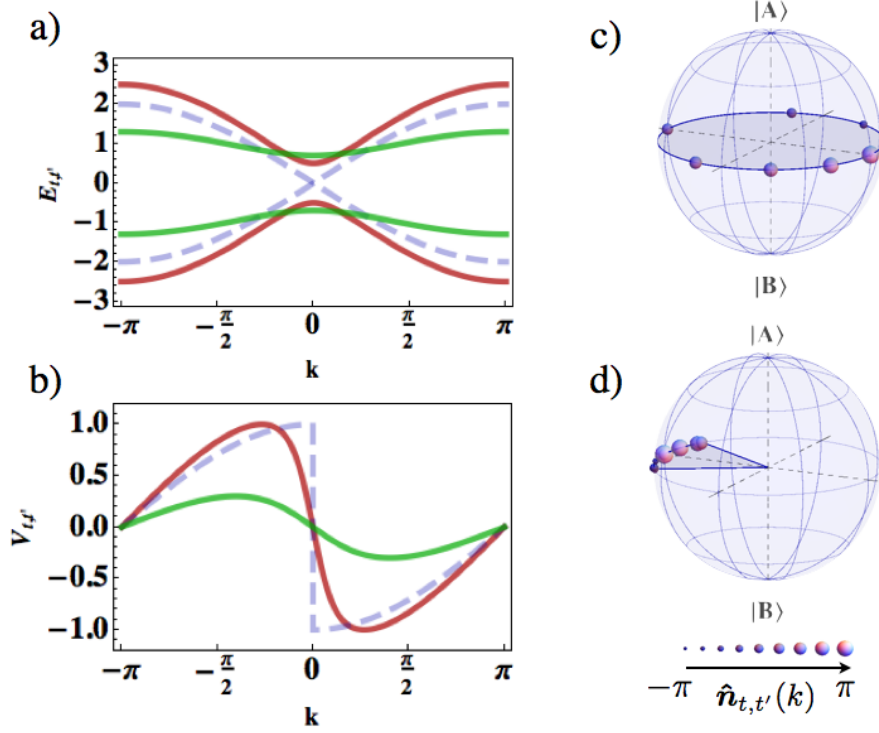 a)
3
2
1
0
−1
−2
−3
E_{t,t'}
−π
−π/2
0
π/2
π
k
b)
1.0
0.5
0.0
−0.5
−1.0
V_{t,t'}
−π
−π/2
0
π/2
π
k
c)
|A⟩
|B⟩
d)
|A⟩
|B⟩
−π
n̂_{t,t'}(k)
π